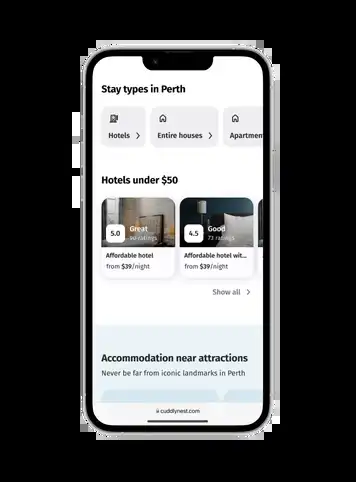 Stay types in Perth
Hotels
Entire houses
Apartmen
Hotels under $50
5.0
Great
90 ratings
4.5
Good
73 ratings
Affordable hotel
from $39/night
Affordable hotel wit...
from $39/night
Show all
Accommodation near attractions
Never be far from iconic landmarks in Perth
cuddlynest.com